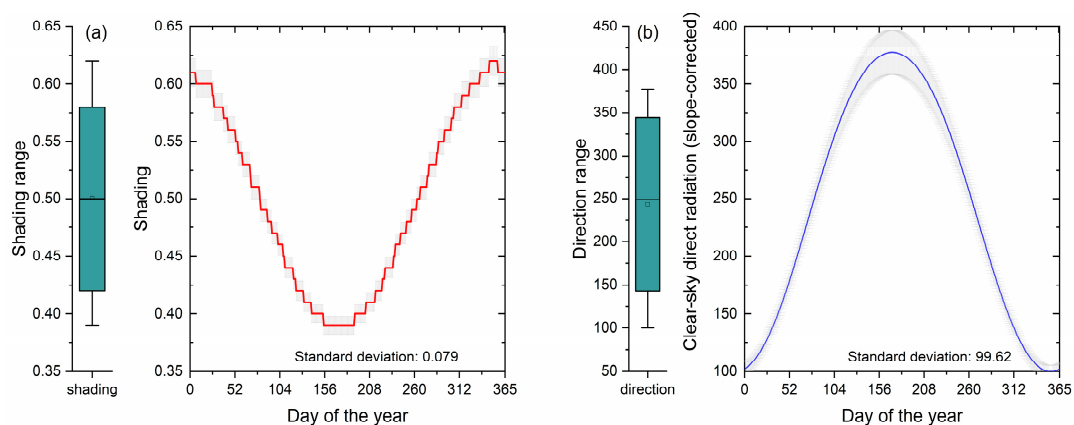 (a)
Shading range
0.65
0.60
0.55
0.50
0.45
0.40
0.35
shading
Shading
0.65
0.60
0.55
0.50
0.45
0.40
0.35
Standard deviation: 0.079
0 52 104 156 208 260 312 365
Day of the year
(b)
Direction range
450
400
350
300
250
200
150
100
50
direction
Clear-sky direct radiation (slope-corrected)
400
350
300
250
200
150
100
Standard deviation: 99.62
0 52 104 156 208 260 312 365
Day of the year